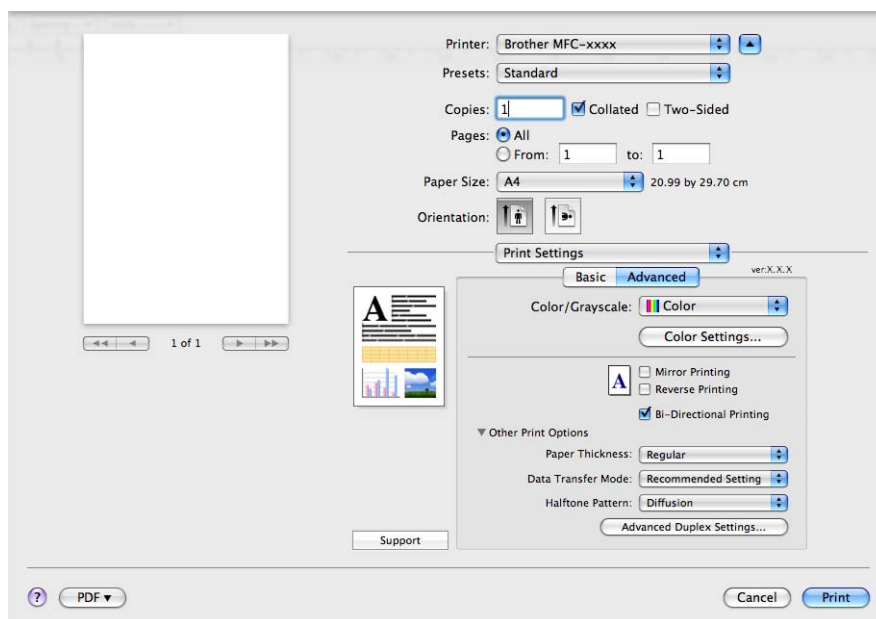 Printer: Brother MFC-xxxx
Presets: Standard
Copies: 1 Collated Two-Sided
Pages: All
From: 1 to: 1
Paper Size: A4 20.99 by 29.70 cm
Orientation:
Print Settings
ver:X.X.X
Basic Advanced
A
Color/Grayscale: Color
Color Settings...
1 of 1
A Mirror Printing
Reverse Printing
Bi-Directional Printing
Other Print Options
Paper Thickness: Regular
Data Transfer Mode: Recommended Setting
Halftone Pattern: Diffusion
Advanced Duplex Settings...
Support
? PDF Cancel Print